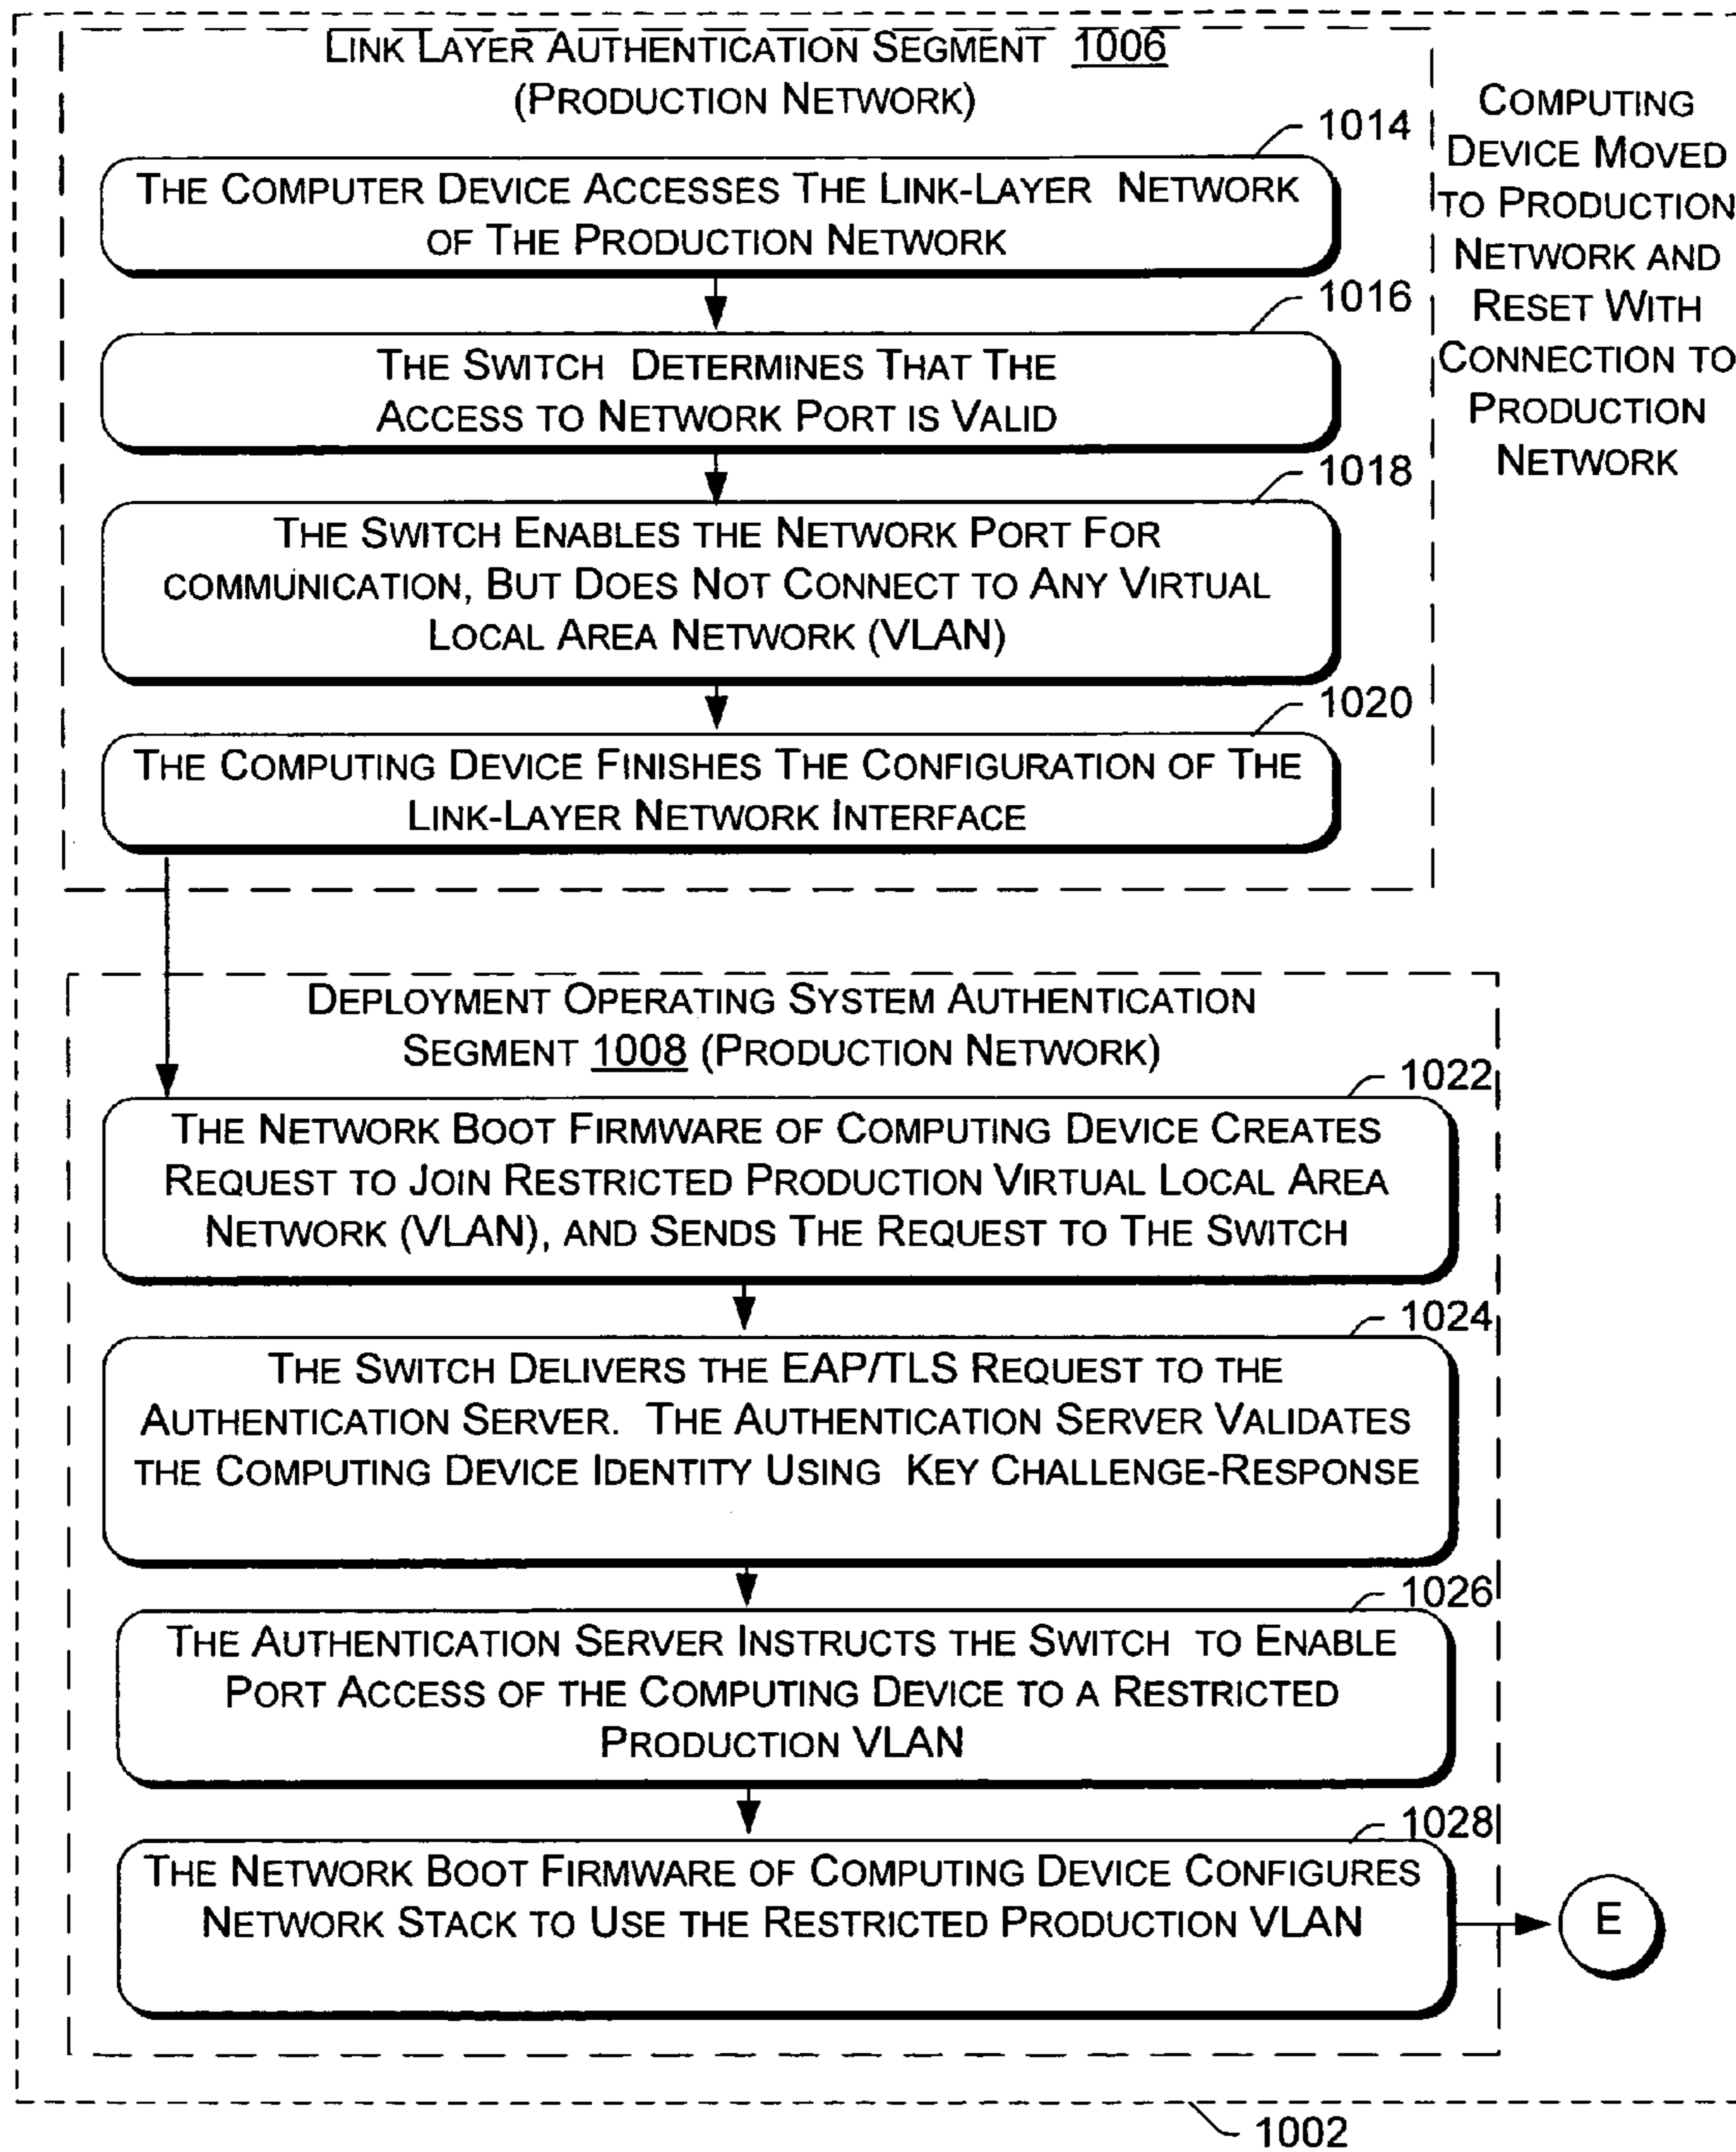 LINK LAYER AUTHENTICATION SEGMENT 1006
(PRODUCTION NETWORK)
COMPUTING
DEVICE MOVED
TO PRODUCTION
NETWORK AND
RESET WITH
CONNECTION TO
PRODUCTION
NETWORK
1014
THE COMPUTER DEVICE ACCESSES THE LINK-LAYER NETWORK
OF THE PRODUCTION NETWORK
1016
THE SWITCH DETERMINES THAT THE
ACCESS TO NETWORK PORT IS VALID
1018
THE SWITCH ENABLES THE NETWORK PORT FOR
COMMUNICATION, BUT DOES NOT CONNECT TO ANY VIRTUAL
LOCAL AREA NETWORK (VLAN)
1020
THE COMPUTING DEVICE FINISHES THE CONFIGURATION OF THE
LINK-LAYER NETWORK INTERFACE
DEPLOYMENT OPERATING SYSTEM AUTHENTICATION
SEGMENT 1008 (PRODUCTION NETWORK)
1022
THE NETWORK BOOT FIRMWARE OF COMPUTING DEVICE CREATES
REQUEST TO JOIN RESTRICTED PRODUCTION VIRTUAL LOCAL AREA
NETWORK (VLAN), AND SENDS THE REQUEST TO THE SWITCH
1024
THE SWITCH DELIVERS THE EAP/TLS REQUEST TO THE
AUTHENTICATION SERVER. THE AUTHENTICATION SERVER VALIDATES
THE COMPUTING DEVICE IDENTITY USING KEY CHALLENGE-RESPONSE
1026
THE AUTHENTICATION SERVER INSTRUCTS THE SWITCH TO ENABLE
PORT ACCESS OF THE COMPUTING DEVICE TO A RESTRICTED
PRODUCTION VLAN
1028
THE NETWORK BOOT FIRMWARE OF COMPUTING DEVICE CONFIGURES
NETWORK STACK TO USE THE RESTRICTED PRODUCTION VLAN
E
1002